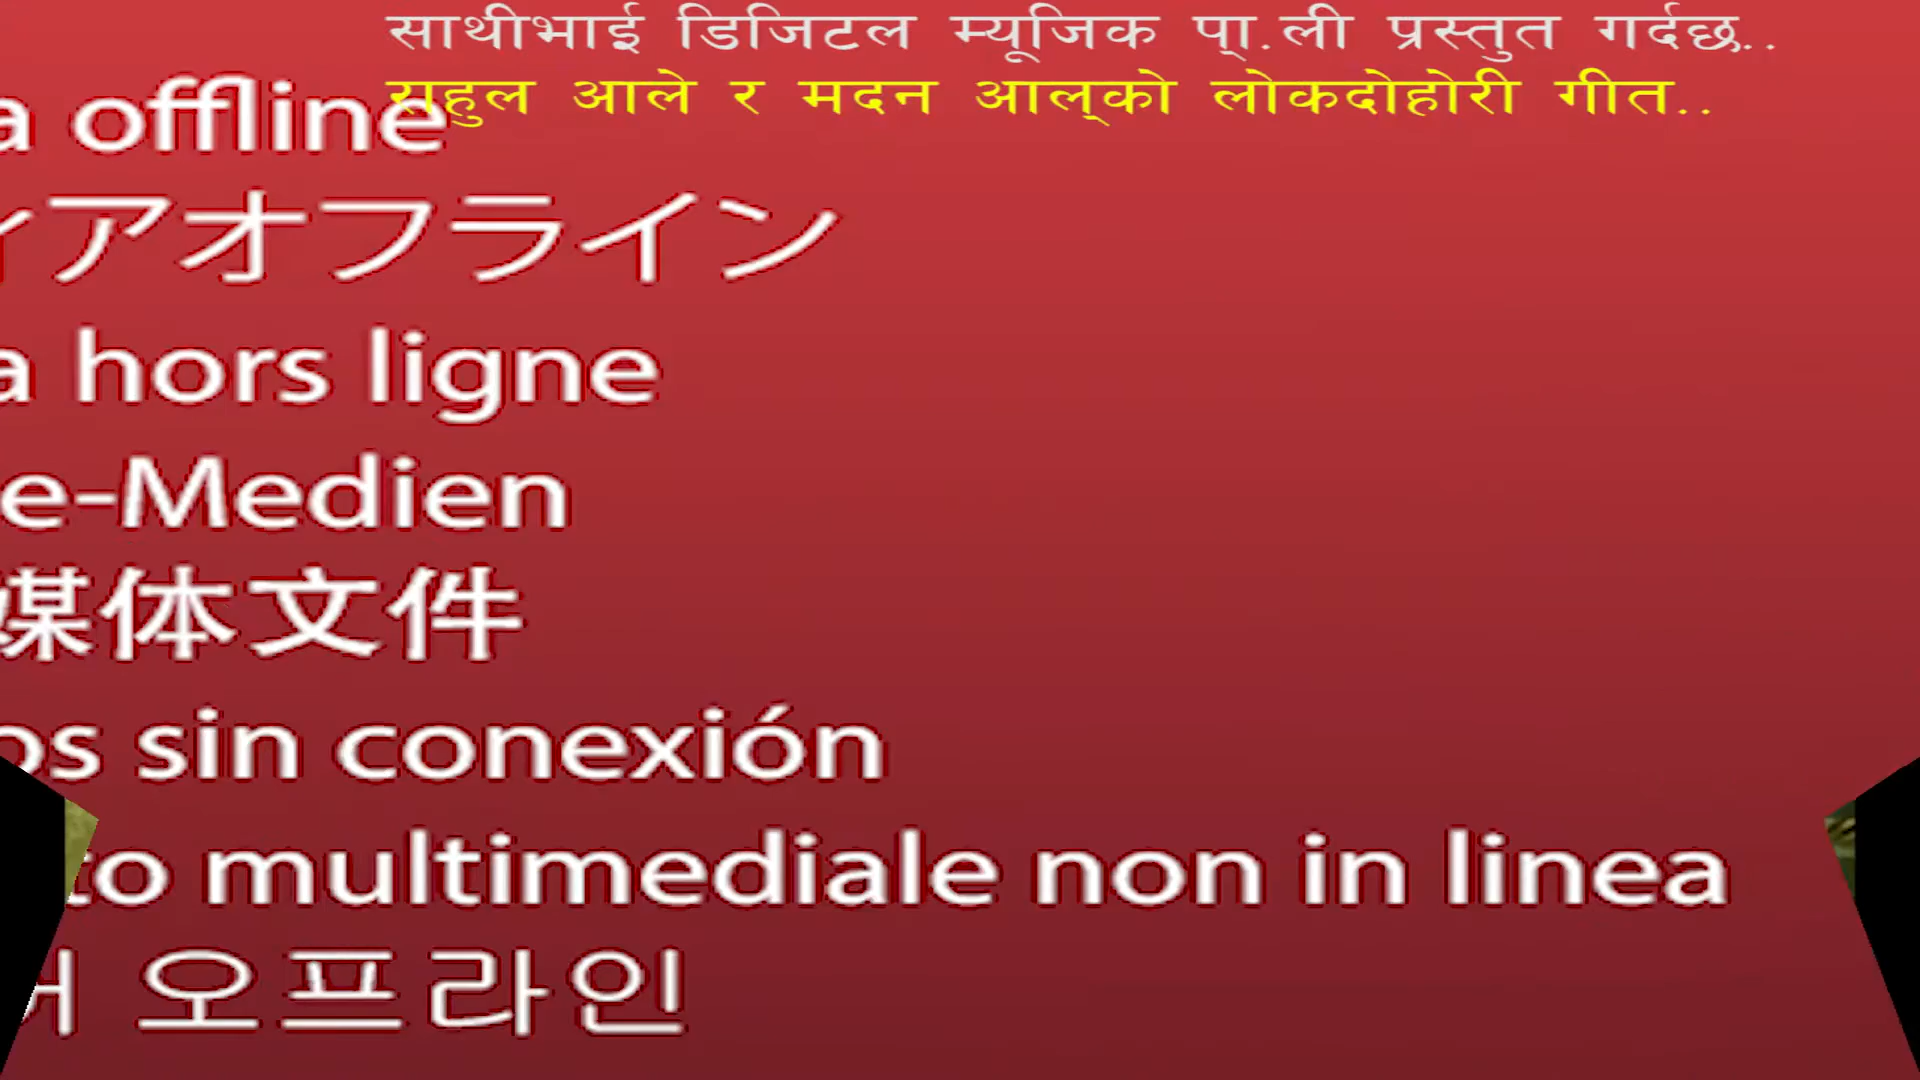 साथीभाई डिजिटल म्यूजिक पा्.ली प्रस्तुत गर्दछ..
राहुल आले र मदन आल्को लोकदोहोरी गीत..
a offline
ィアオフライン
a hors ligne
e-Medien
媒体文件
os sin conexión
to multimediale non in linea
어 오프라인